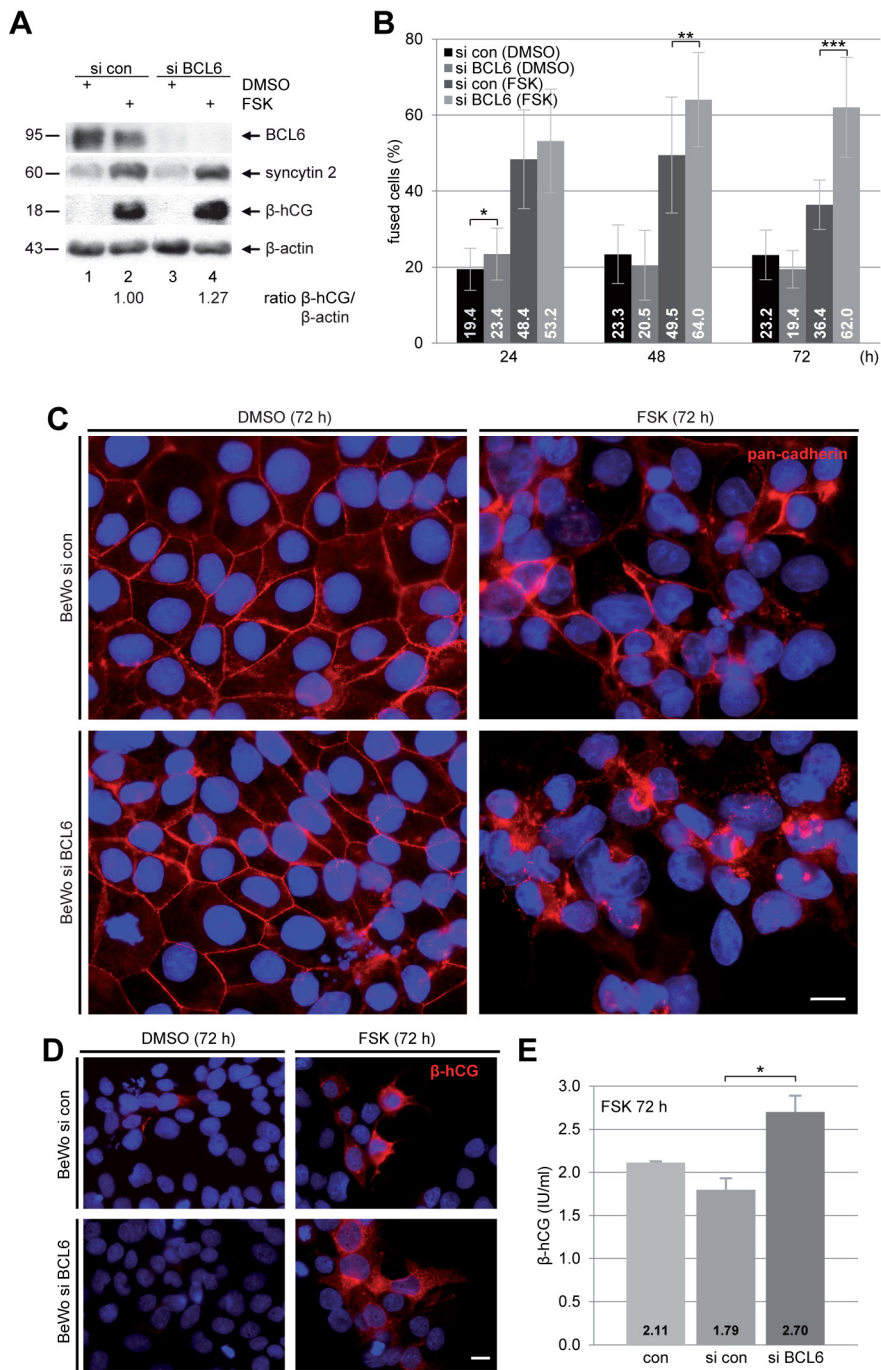 A
si con si BCL6
+ + DMSO
+ + FSK
95 BCL6
60 syncytin 2
18 β-hCG
43 β-actin
1 2 3 4
1.00 1.27 ratio β-hCG/
β-actin
B
fused cells (%)
80
60
40
20
0
si con (DMSO)
si BCL6 (DMSO)
si con (FSK)
si BCL6 (FSK)
*
**
***
19.4 23.4 48.4 53.2 23.3 20.5 49.5 64.0 23.2 19.4 36.4 62.0
24 48 72 (h)
C
DMSO (72 h) FSK (72 h)
BeWo si con
pan-cadherin
BeWo si BCL6
D
DMSO (72 h) FSK (72 h)
BeWo si con
β-hCG
BeWo si BCL6
E
β-hCG (IU/ml)
3.0
2.5
2.0
1.5
1.0
0.5
0.0
FSK 72 h
*
2.11 1.79 2.70
con si con si BCL6